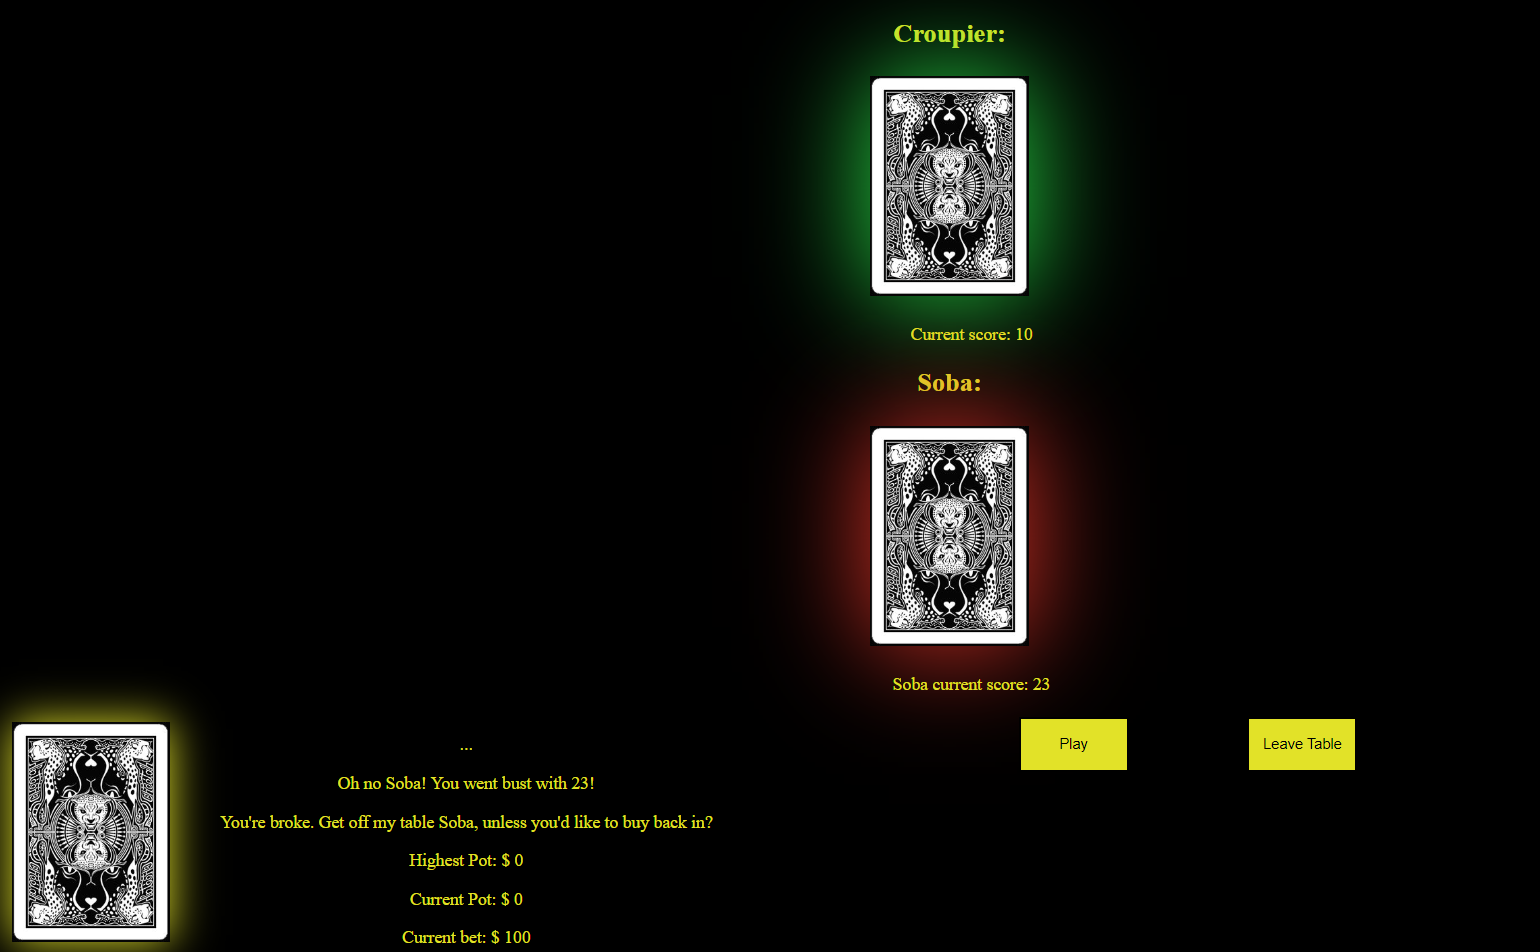 Croupier:
Current score: 10
Soba:
Soba current score: 23
Play
Leave Table
...
Oh no Soba! You went bust with 23!
You're broke. Get off my table Soba, unless you'd like to buy back in?
Highest Pot: $ 0
Current Pot: $ 0
Current bet: $ 100